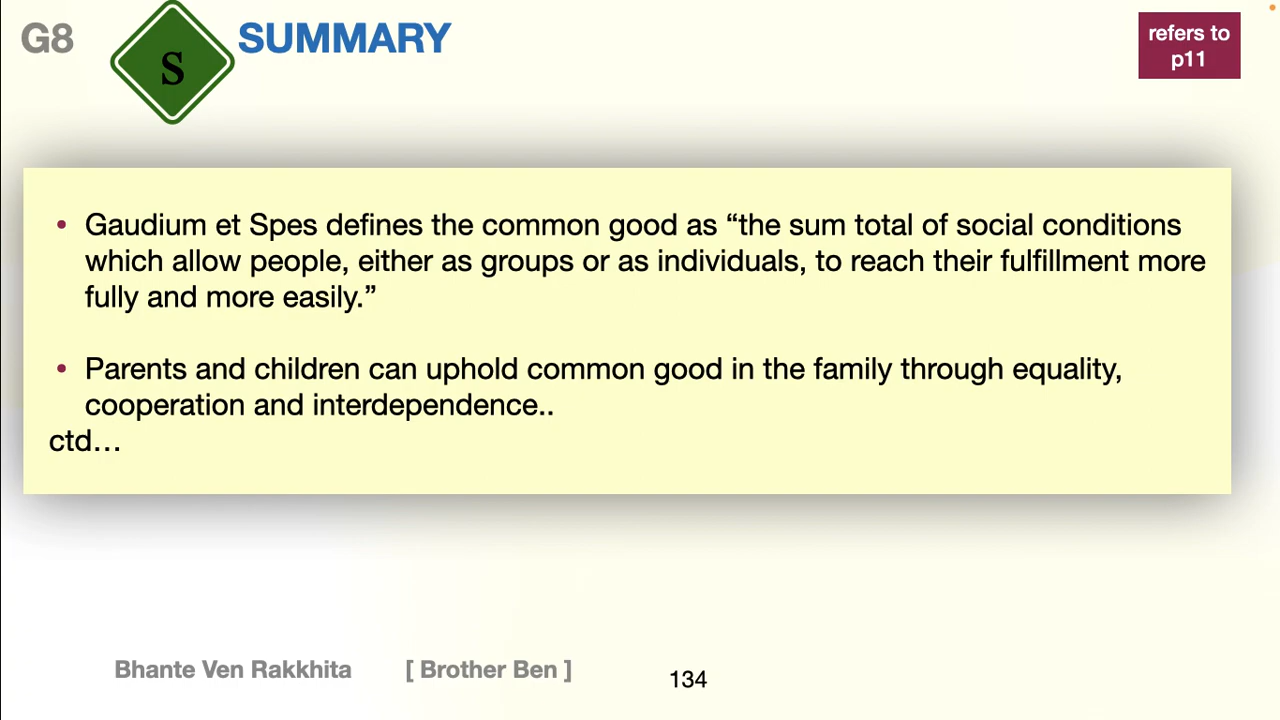 G8
S
SUMMARY
refers to
p11
• Gaudium et Spes defines the common good as “the sum total of social conditions
which allow people, either as groups or as individuals, to reach their fulfillment more
fully and more easily.”
• Parents and children can uphold common good in the family through equality,
cooperation and interdependence..
ctd…
Bhante Ven Rakkhita [ Brother Ben ]
134